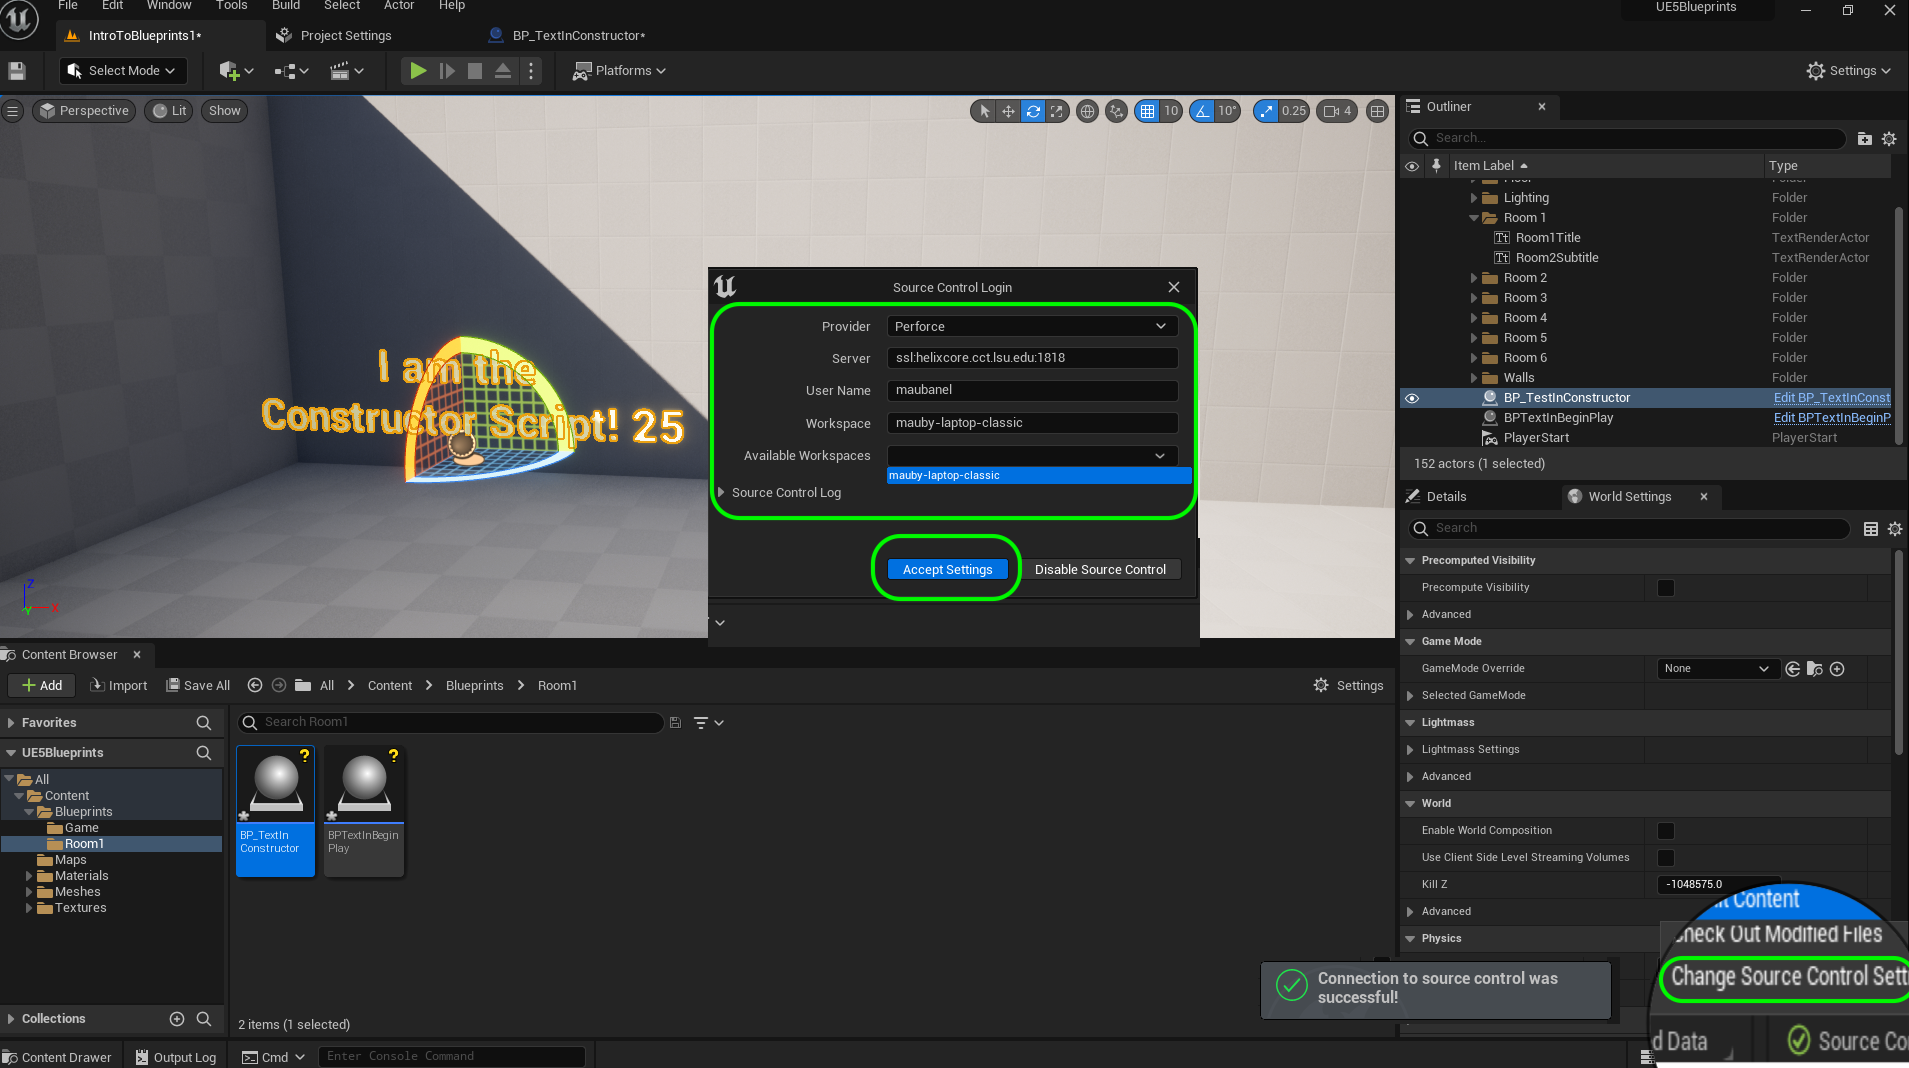 File Edit Window Tools Build Select Actor Help
UE5Blueprints
IntroToBlueprints1*
Project Settings
BP_TextInConstructor*
Select Mode
Platforms
Settings
Perspective
Lit
Show
10
10°
0.25
4
Outliner
Search...
Item Label
Type
Folder
Lighting Folder
Room 1 Folder
Room1Title TextRenderActor
Room2Subtitle TextRenderActor
Room 2 Folder
Room 3 Folder
Room 4 Folder
Room 5 Folder
Room 6 Folder
Walls Folder
BP_TestInConstructor Edit BP_TextInConst
BPTextInBeginPlay Edit BPTextInBeginP
PlayerStart PlayerStart
152 actors (1 selected)
I am the
Constructor Script! 25
Z
X
Y
Source Control Login
Provider Perforce
Server ssl:helixcore.cct.lsu.edu:1818
User Name maubanel
Workspace mauby-laptop-classic
Available Workspaces
mauby-laptop-classic
Source Control Log
Accept Settings
Disable Source Control
Details
World Settings
Search
Precomputed Visibility
Precompute Visibility
Advanced
Game Mode
GameMode Override None
Selected GameMode
Lightmass
Lightmass Settings
Advanced
World
Enable World Composition
Use Client Side Level Streaming Volumes
Kill Z -1048575.0
Advanced
Physics
Content
Check Out Modified Files
Change Source Control Sett
d Data
Source Co
Connection to source control was
successful!
Content Browser
Add
Import
Save All
All
Content
Blueprints
Room1
Settings
Favorites
Search Room1
UE5Blueprints
All
Content
Blueprints
Game
Room1
Maps
Materials
Meshes
Textures
?
?
BP_TextIn
Constructor
BPTextInBegin
Play
Collections
2 items (1 selected)
Content Drawer
Output Log
Cmd
Enter Console Command